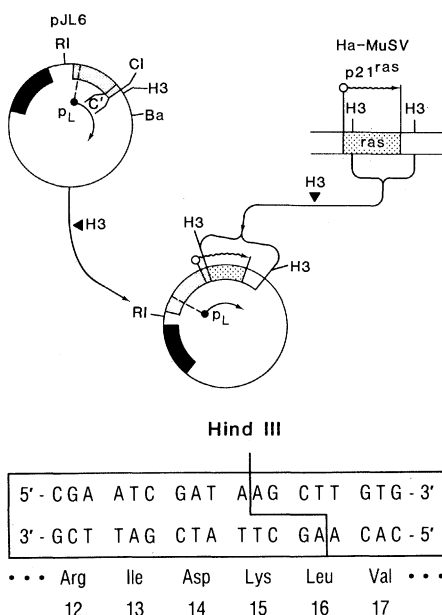 pJL6
RI
Cl
H3
C'
Ba
pL
Ha-MuSV
p21ras
H3
H3
ras
H3
H3
H3
H3
RI
pL
Hind III
5' - CGA ATC GAT AAG CTT GTG - 3'
3' - GCT TAG CTA TTC GAA CAC - 5'
••• Arg Ile Asp Lys Leu Val •••
12 13 14 15 16 17